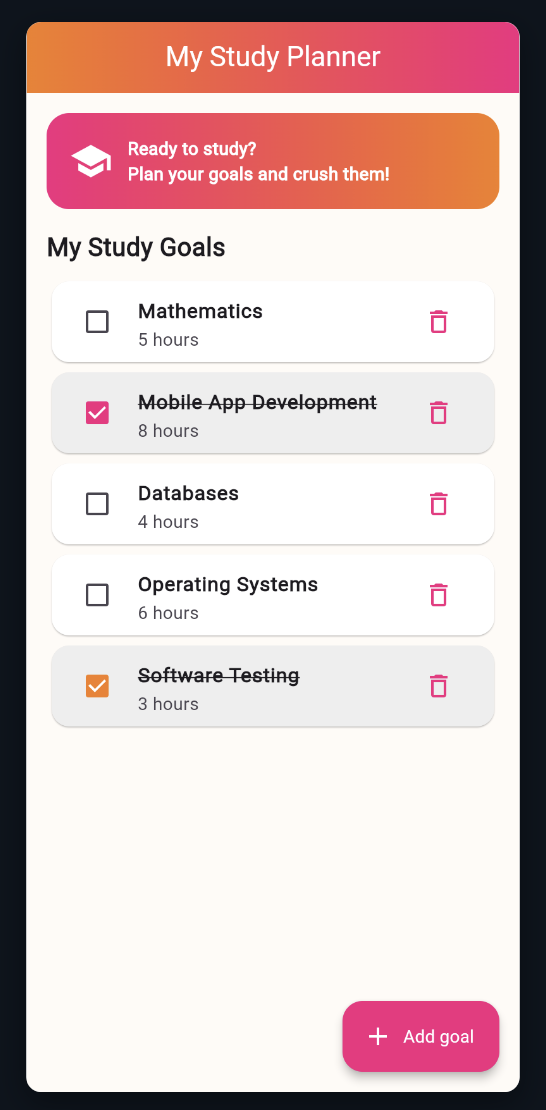 My Study Planner
Ready to study?
Plan your goals and crush them!
My Study Goals
Mathematics
5 hours
Mobile App Development
8 hours
Databases
4 hours
Operating Systems
6 hours
Software Testing
3 hours
Add goal